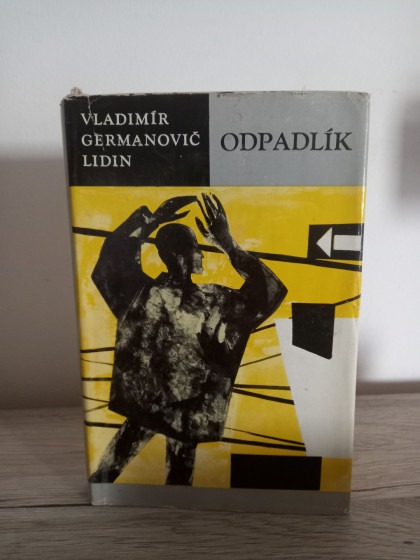 VLADIMÍR
GERMANOVIČ
LIDIN
ODPADLÍK